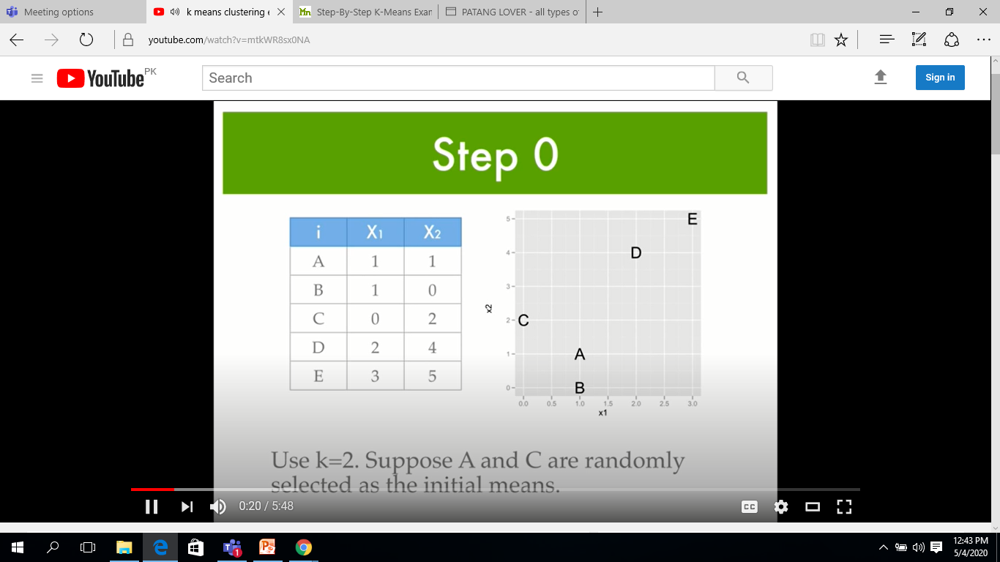 Meeting options
k means clustering e
Mn Step-By-Step K-Means Exar
PATANG LOVER - all types of
youtube.com/watch?v=mtkWR8sx0NA
YouTube PK
Search
Sign in
Step 0
i X1 X2
A 1 1
B 1 0
C 0 2
D 2 4
E 3 5
5
4
3
2
1
0
x2
E
D
C
A
B
0.0 0.5 1.0 1.5 2.0 2.5 3.0
x1
Use k=2. Suppose A and C are randomly
selected as the initial means.
0:20 / 5:48
CC
1
12:43 PM
5/4/2020